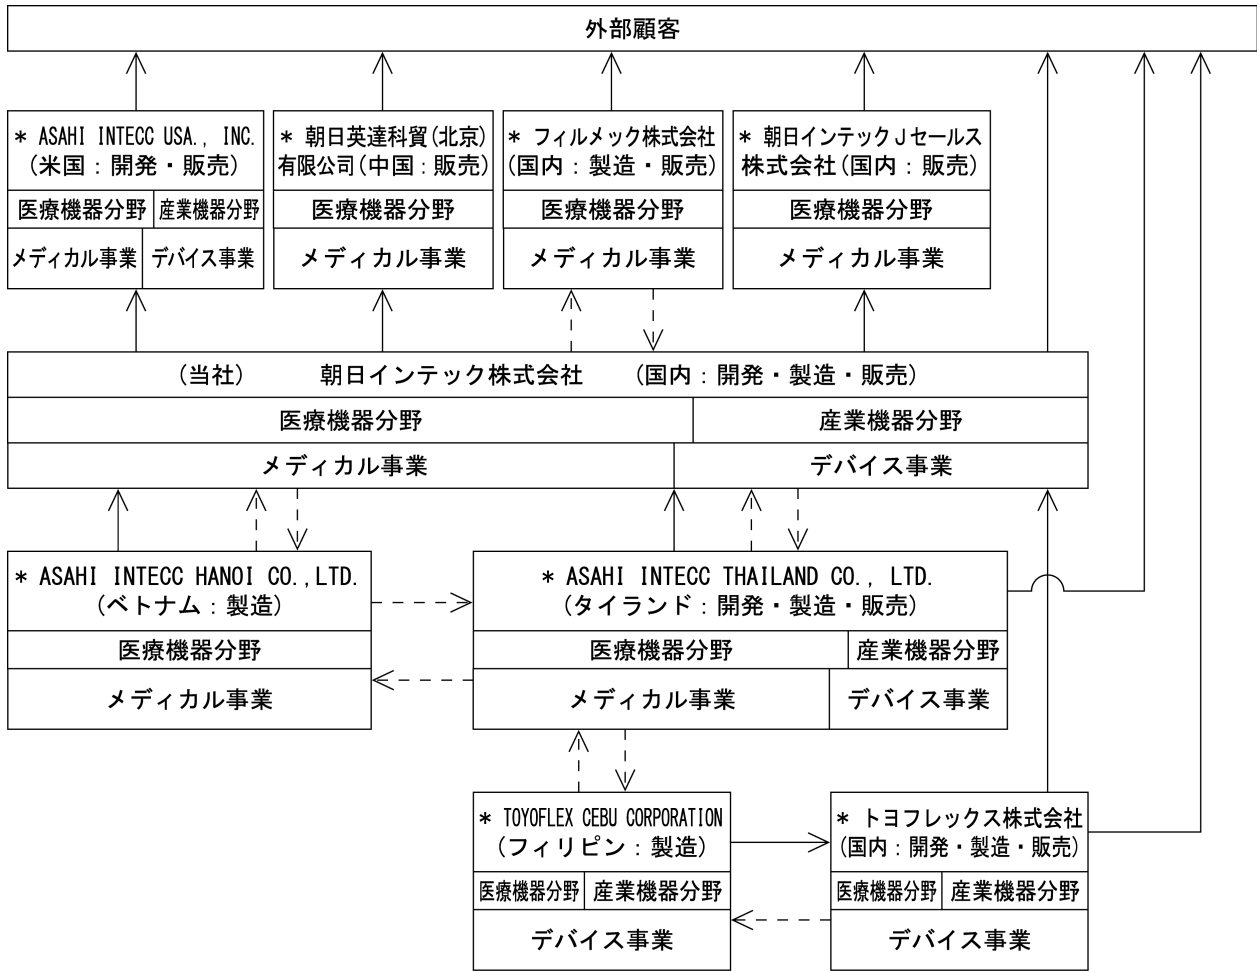 外部顧客
* ASAHI INTECC USA., INC.
(米国：開発・販売)
医療機器分野
産業機器分野
メディカル事業
デバイス事業
* 朝日英達科貿(北京)
有限公司(中国：販売)
医療機器分野
メディカル事業
* フィルメック株式会社
(国内：製造・販売)
医療機器分野
メディカル事業
* 朝日インテックＪセールス
株式会社(国内：販売)
医療機器分野
メディカル事業
(当社) 朝日インテック株式会社 (国内：開発・製造・販売)
医療機器分野
産業機器分野
メディカル事業
デバイス事業
* ASAHI INTECC HANOI CO.,LTD.
(ベトナム：製造)
医療機器分野
メディカル事業
* ASAHI INTECC THAILAND CO., LTD.
(タイランド：開発・製造・販売)
医療機器分野
産業機器分野
メディカル事業
デバイス事業
* TOYOFLEX CEBU CORPORATION
(フィリピン：製造)
医療機器分野
産業機器分野
デバイス事業
* トヨフレックス株式会社
(国内：開発・製造・販売)
医療機器分野
産業機器分野
デバイス事業